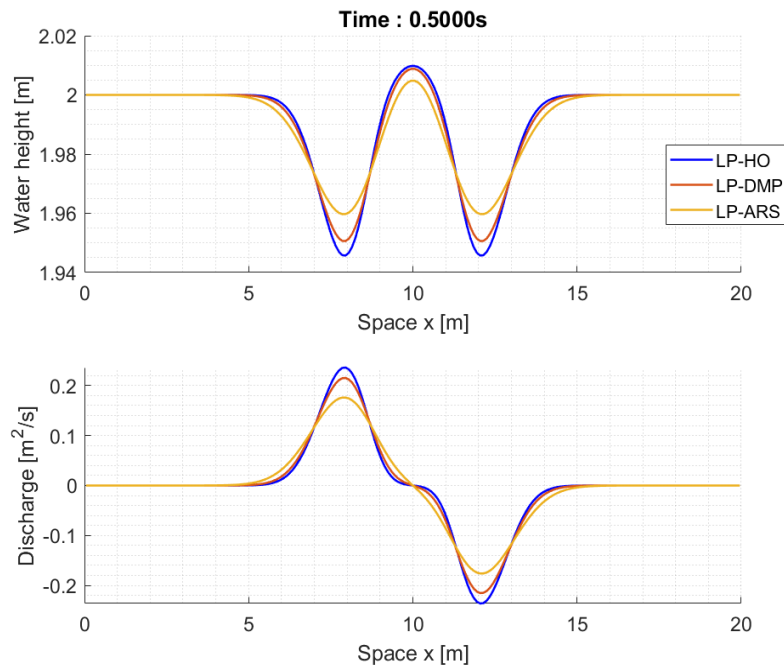 Time : 0.5000s
Water height [m]
2.02
2
1.98
1.96
1.94
0
5
10
15
20
Space x [m]
LP-HO
LP-DMP
LP-ARS
Discharge [m²/s]
0.2
0.1
0
-0.1
-0.2
0
5
10
15
20
Space x [m]